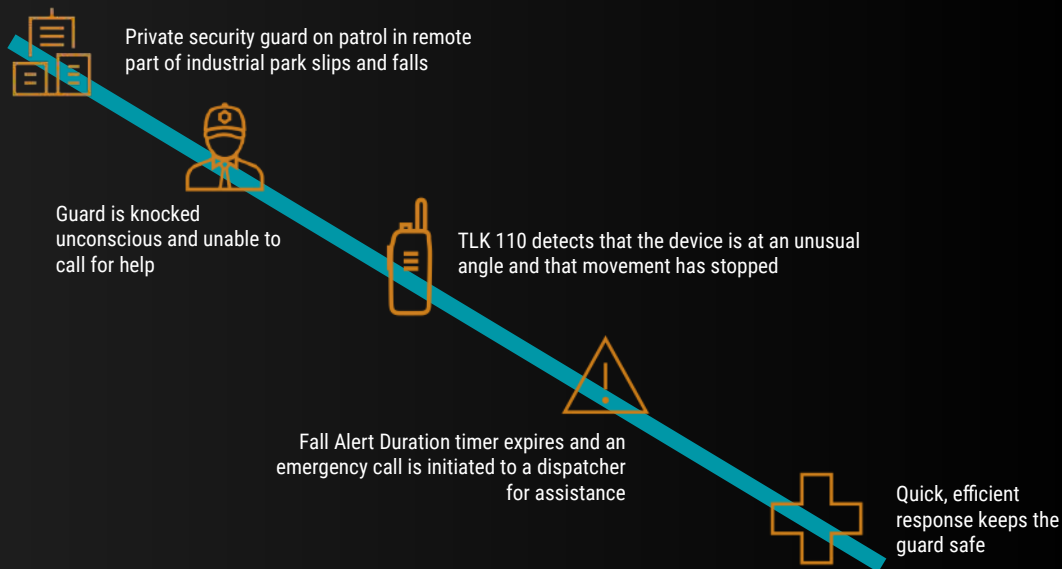 Private security guard on patrol in remote
part of industrial park slips and falls
Guard is knocked
unconscious and unable to
call for help
TLK 110 detects that the device is at an unusual
angle and that movement has stopped
Fall Alert Duration timer expires and an
emergency call is initiated to a dispatcher
for assistance
Quick, efficient
response keeps the
guard safe